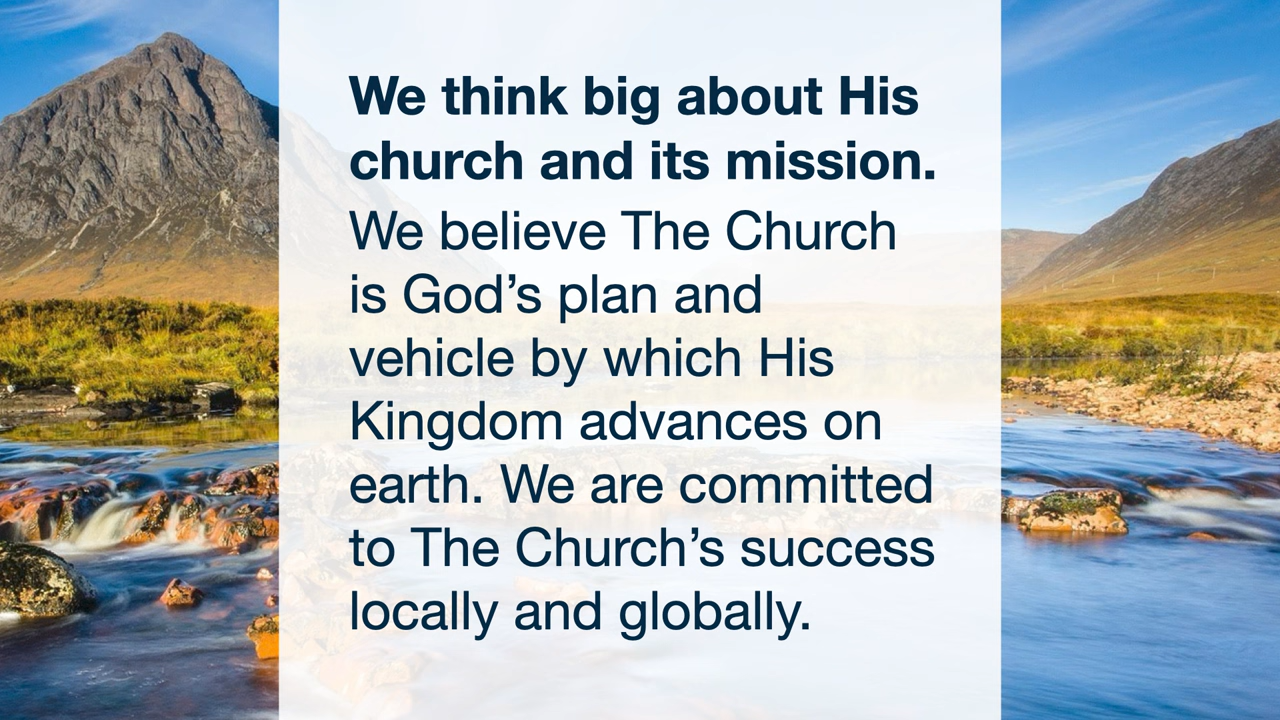 We think big about His
church and its mission.
We believe The Church
is God’s plan and
vehicle by which His
Kingdom advances on
earth. We are committed
to The Church’s success
locally and globally.